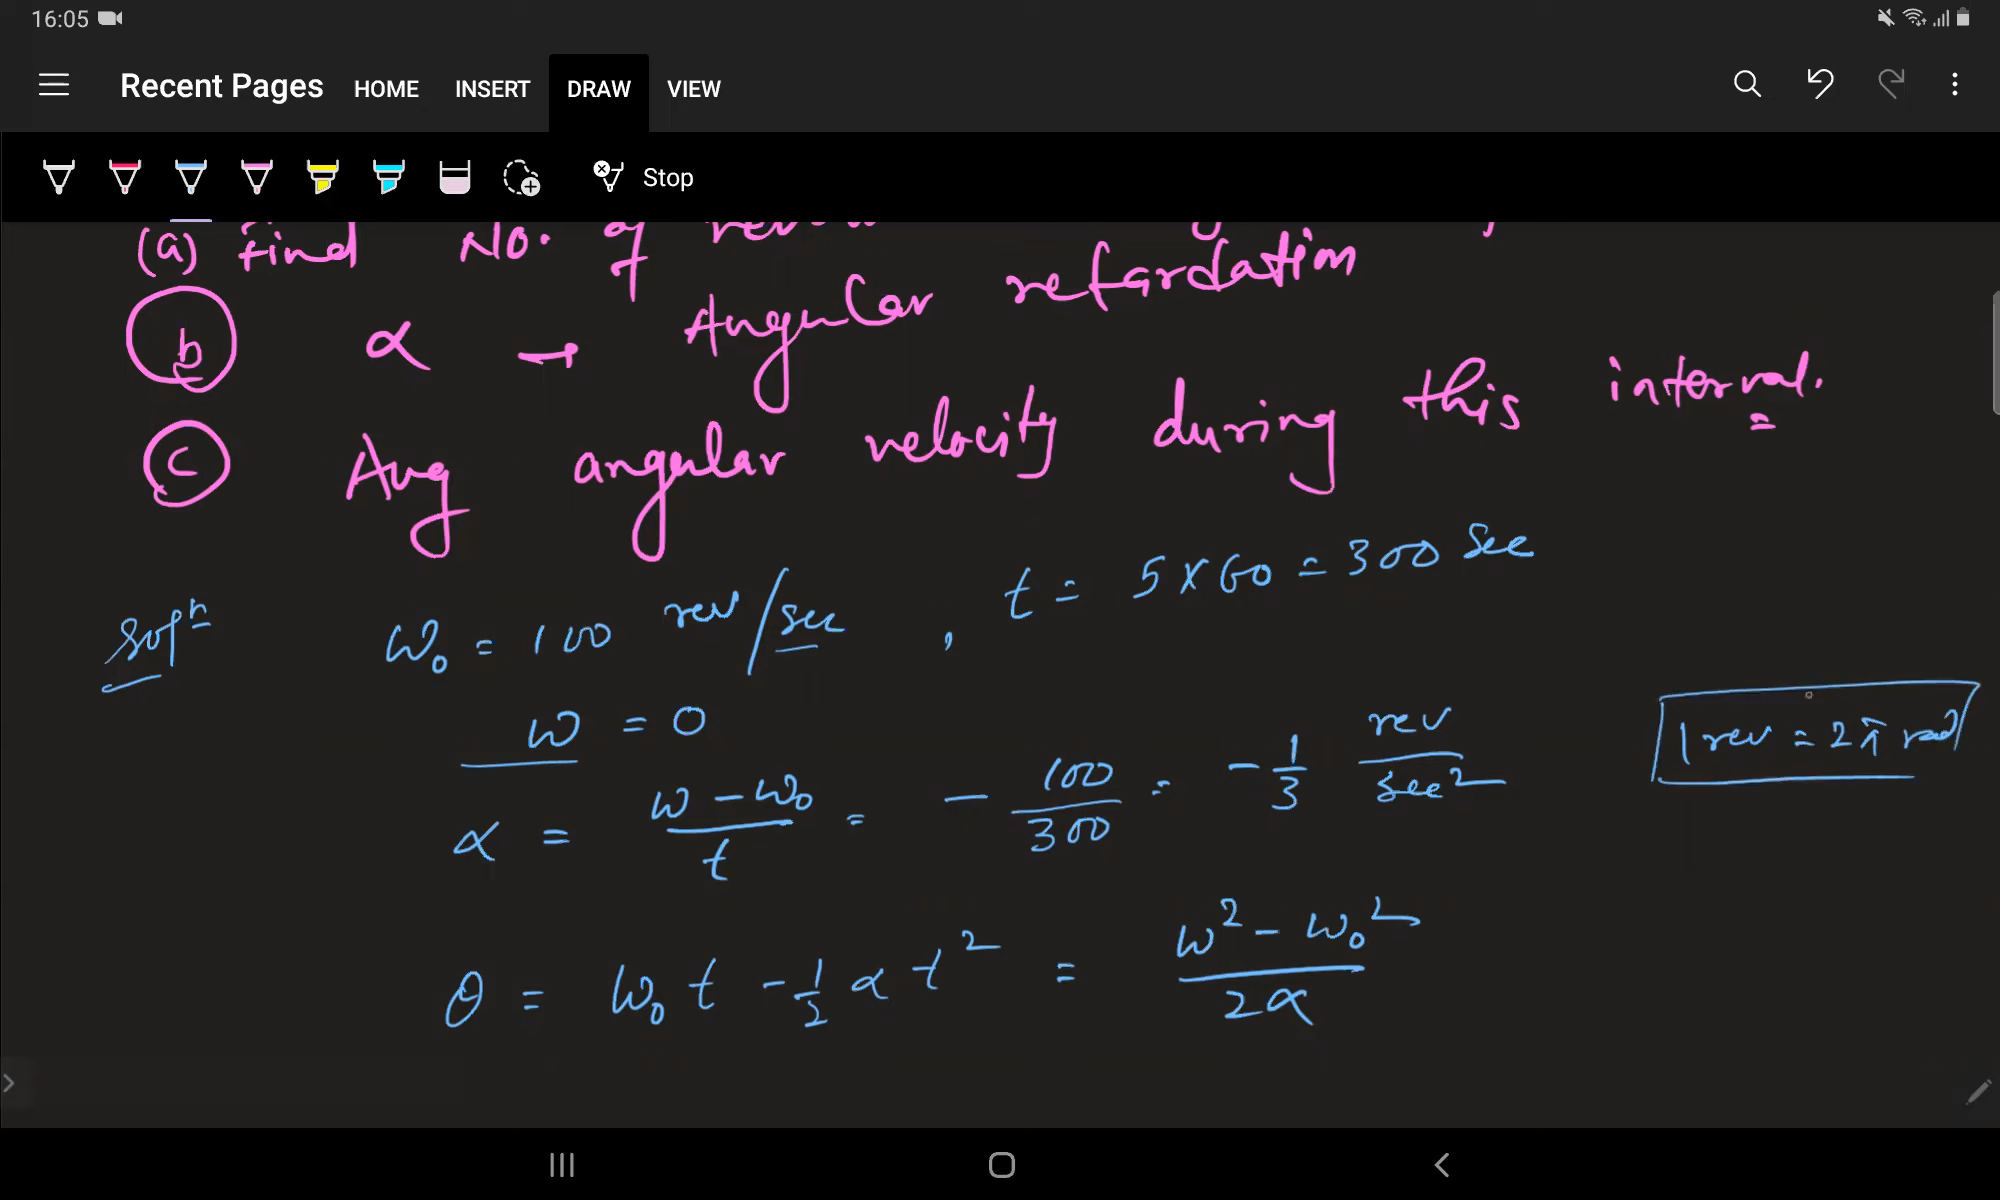 16:05
Recent Pages HOME INSERT DRAW VIEW
Stop
(a) find No. of
b α → Angular retardation
c Avg angular velocity during this interval.
Solⁿ ω₀ = 100 rev/sec , t = 5 × 60 = 300 sec
ω = 0
α = (ω - ω₀)/t = - 100/300 = - 1/3 rev/sec²
1 rev = 2π rad
θ = ω₀ t - 1/2 α t² = (ω² - ω₀²)/2α